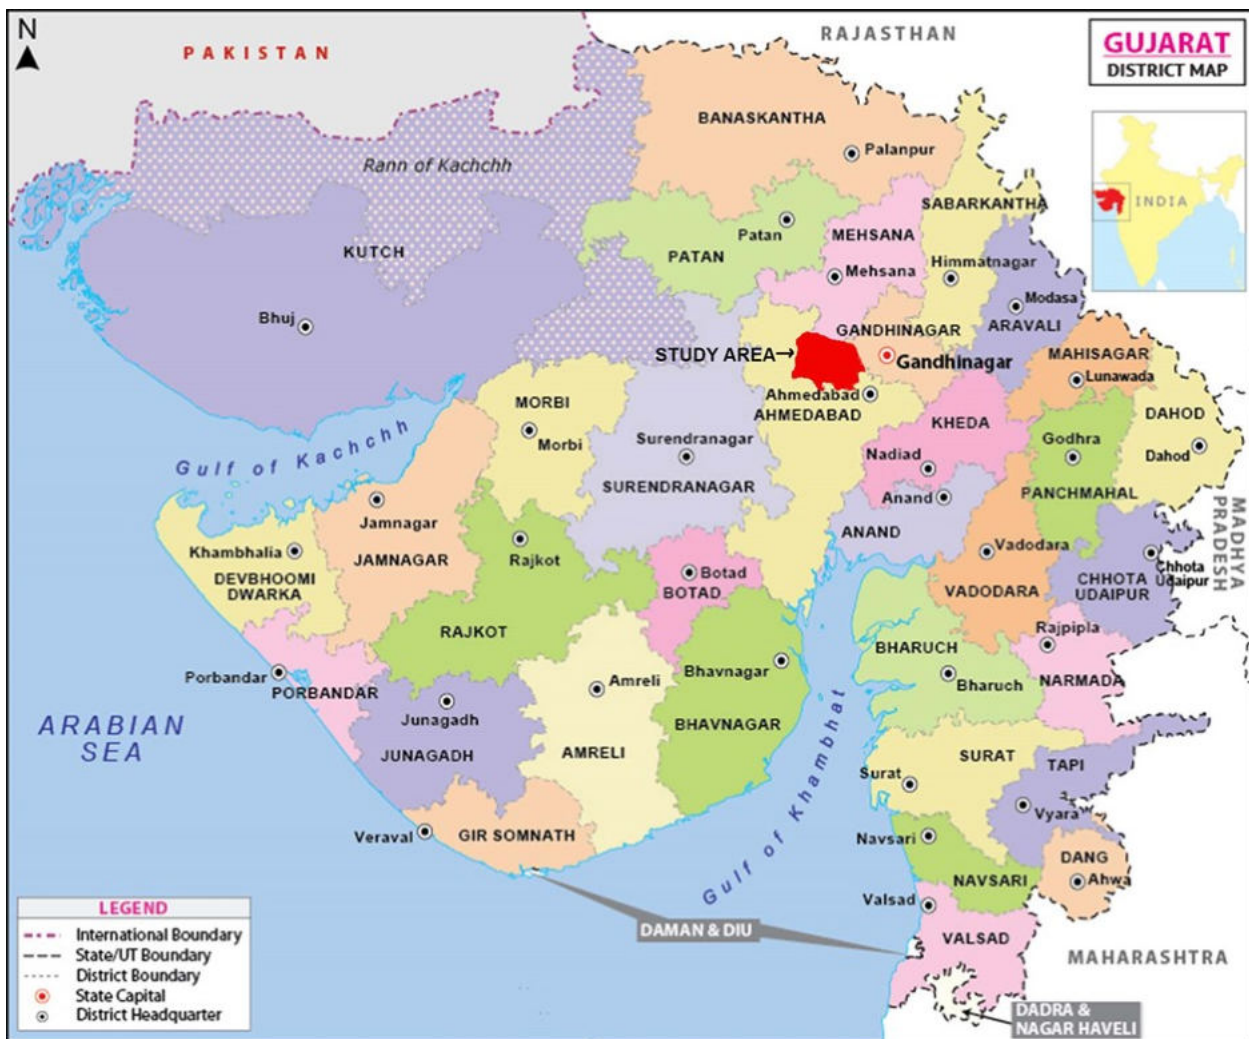 N
PAKISTAN
RAJASTHAN
GUJARAT
DISTRICT MAP
INDIA
BANASKANTHA
Palanpur
Rann of Kachchh
SABARKANTHA
KUTCH
Patan
PATAN
MEHSANA
Mehsana
Himmatnagar
Modasa
ARAVALI
Bhuj
GANDHINAGAR
STUDY AREA→
Gandhinagar
MAHISAGAR
Lunawada
Ahmedabad
AHMEDABAD
MORBI
Morbi
KHEDA
DAHOD
Dahod
Gulf of Kachchh
Surendranagar
SURENDRANAGAR
Nadiad
Godhra
PANCHMAHAL
Anand
ANAND
MADHYA
PRADESH
Jamnagar
JAMNAGAR
Khambhalia
DEVBHOOMI
DWARKA
Rajkot
RAJKOT
Botad
BOTAD
Vadodara
VADODARA
Chhota
Udaipur
CHHOTA
UDAIPUR
Rajpipla
NARMADA
BHARUCH
Bharuch
Porbandar
PORBANDAR
Bhavnagar
BHAVNAGAR
Amreli
AMRELI
Junagadh
JUNAGADH
ARABIAN
SEA
Gulf of Khambhat
SURAT
Surat
TAPI
Vyara
Veraval
GIR SOMNATH
Navsari
NAVSARI
DANG
Ahwa
Valsad
VALSAD
DAMAN & DIU
MAHARASHTRA
DADRA &
NAGAR HAVELI
LEGEND
International Boundary
State/UT Boundary
District Boundary
State Capital
District Headquarter